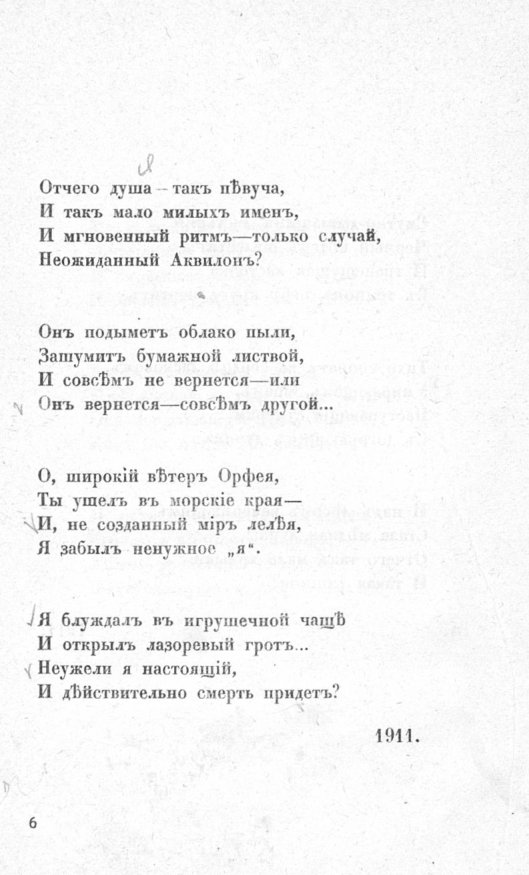 Отчего душа – такъ пѣвуча,
И такъ мало милыхъ именъ,
И мгновенный ритмъ—только случай,
Неожиданный Аквилонъ?
Онъ подыметъ облако пыли,
Зашумитъ бумажной листвой,
И совсѣмъ не вернется—или
Онъ вернется—совсѣмъ другой...
О, широкій вѣтеръ Орфея,
Ты ушелъ въ морскіе края—
И, не созданный міръ лелѣя,
Я забылъ ненужное „я“.
Я блуждалъ въ игрушечной чащѣ
И открылъ лазоревый гротъ...
Неужели я настоящій,
И дѣйствительно смерть придетъ?
1911.
6